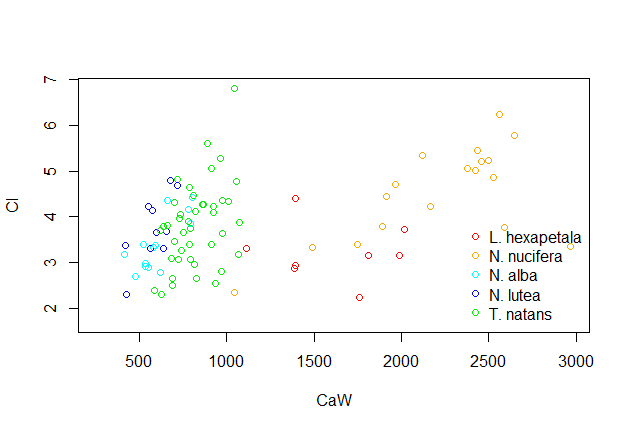 7
6
5
4
3
2
Cl
500
1000
1500
2000
2500
3000
CaW
L. hexapetala
N. nucifera
N. alba
N. lutea
T. natans